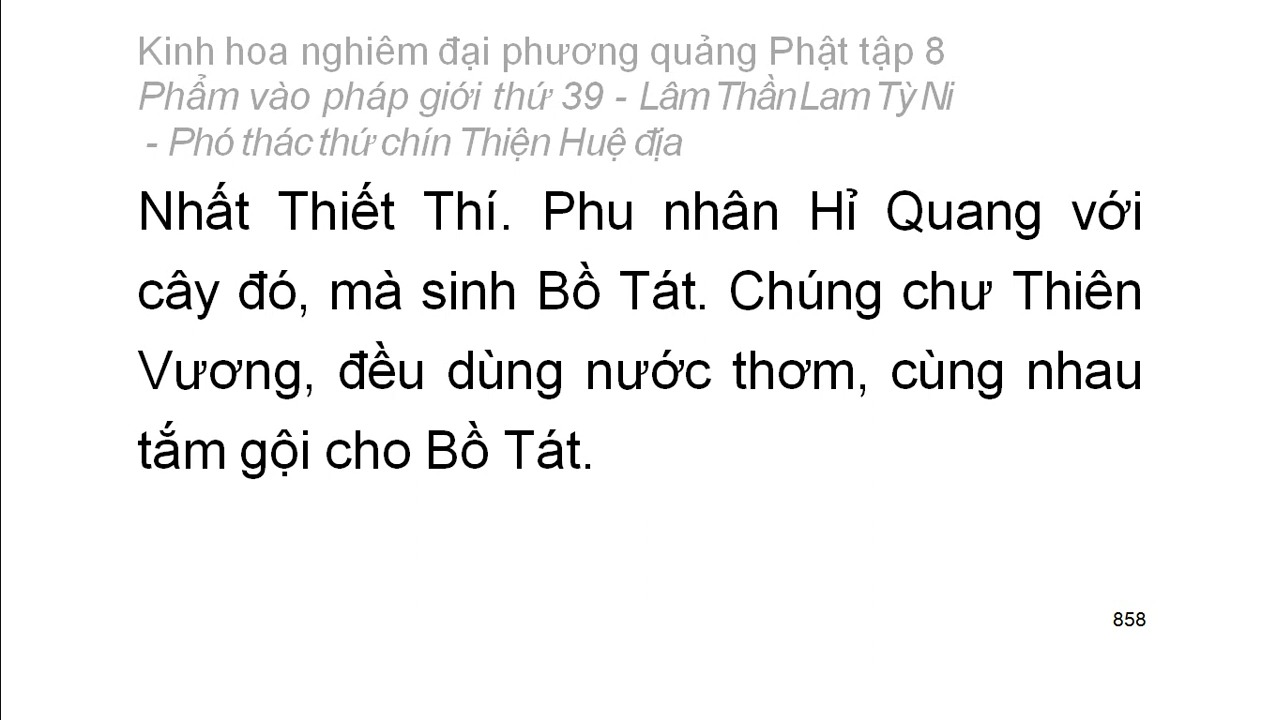 Kinh hoa nghiêm đại phương quảng Phật tập 8
Phẩm vào pháp giới thứ 39 - Lâm Thần Lam Tỳ Ni
- Phó thác thứ chín Thiện Huệ địa
Nhất Thiết Thí. Phu nhân Hỉ Quang với
cây đó, mà sinh Bồ Tát. Chúng chư Thiên
Vương, đều dùng nước thơm, cùng nhau
tắm gội cho Bồ Tát.
858